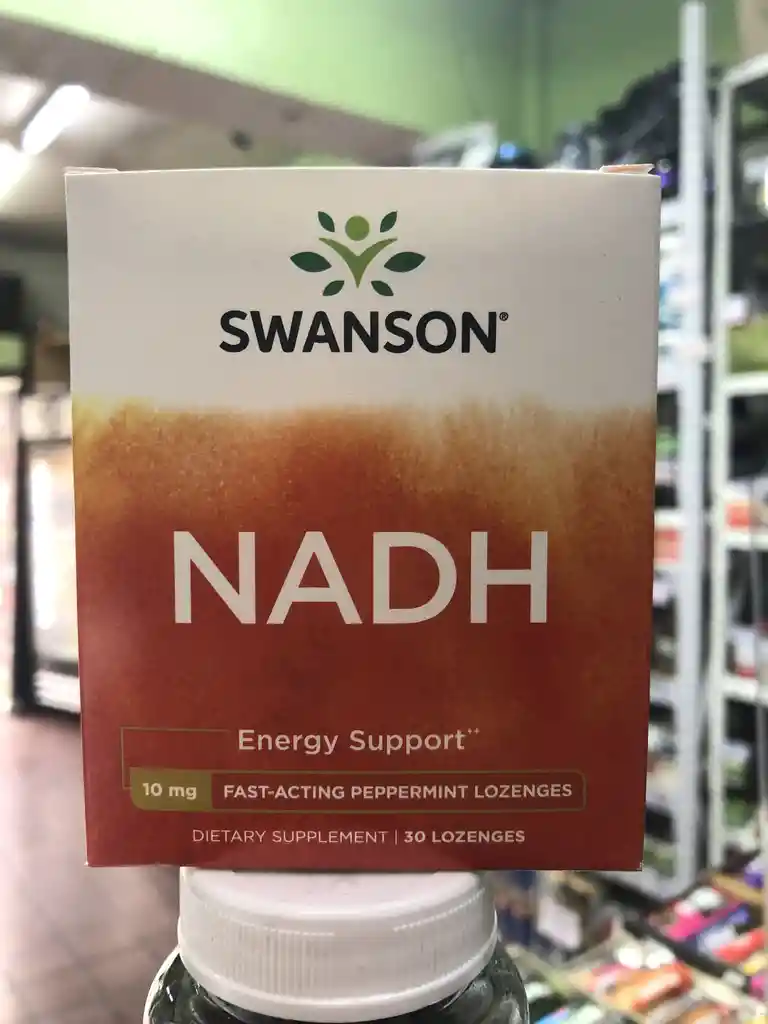 SWANSON®
NADH
Energy Support⁺⁺
10 mg FAST-ACTING PEPPERMINT LOZENGES
DIETARY SUPPLEMENT | 30 LOZENGES